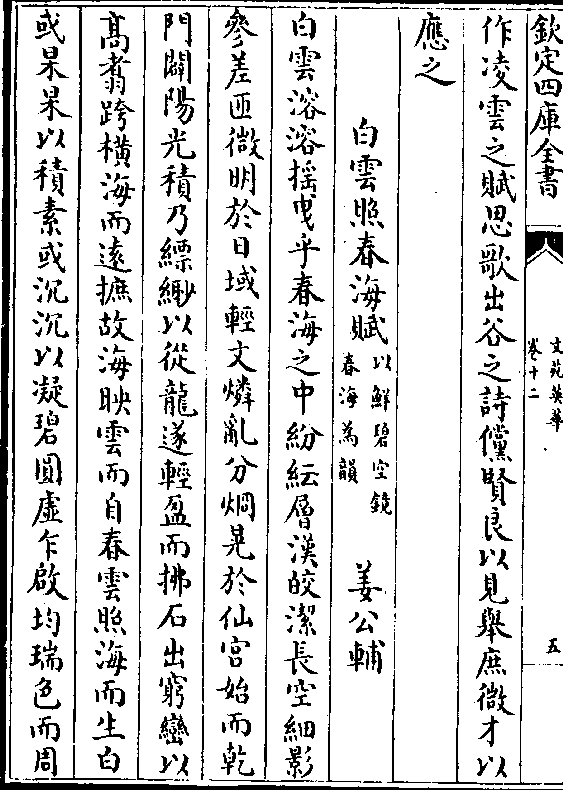 欽定四庫全書
文苑英華
卷十二
五
作凌雲之賦思歌出谷之詩儻賢良以見舉庶微才以
應之
白雲照春海賦以鮮碧空鏡
春海為韻
姜公輔
白雲溶溶揺曳乎春海之中紛紜層漢皎潔長空細影
參差匝微明於日域輕文燐亂分烱晃於仙宮始而乾
門闢陽光積乃縹緲以從龍遂輕盈而拂石出窮巒以
髙翥跨横海而逺摭故海映雲而自春雲照海而生白
或杲杲以積素或沉沉以凝碧圓虚乍啟均瑞色而周